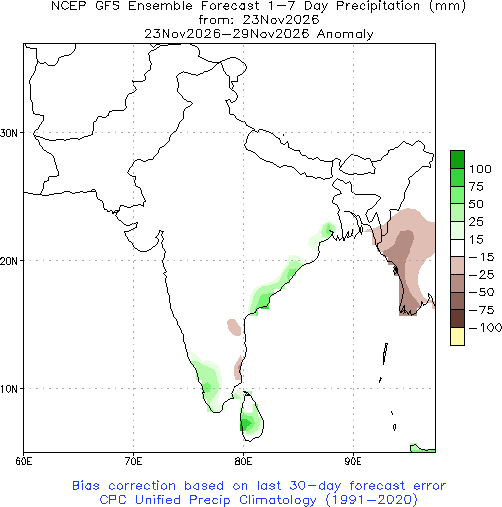 NCEP GFS Ensemble Forecast 1-7 Day Precipitation (mm)
from: 23Nov2026
23Nov2026-29Nov2026 Anomaly
30N
20N
10N
60E 70E 80E 90E
100
75
50
25
15
-15
-25
-50
-75
-100
Bias correction based on last 30-day forecast error
CPC Unified Precip Climatology (1991-2020)